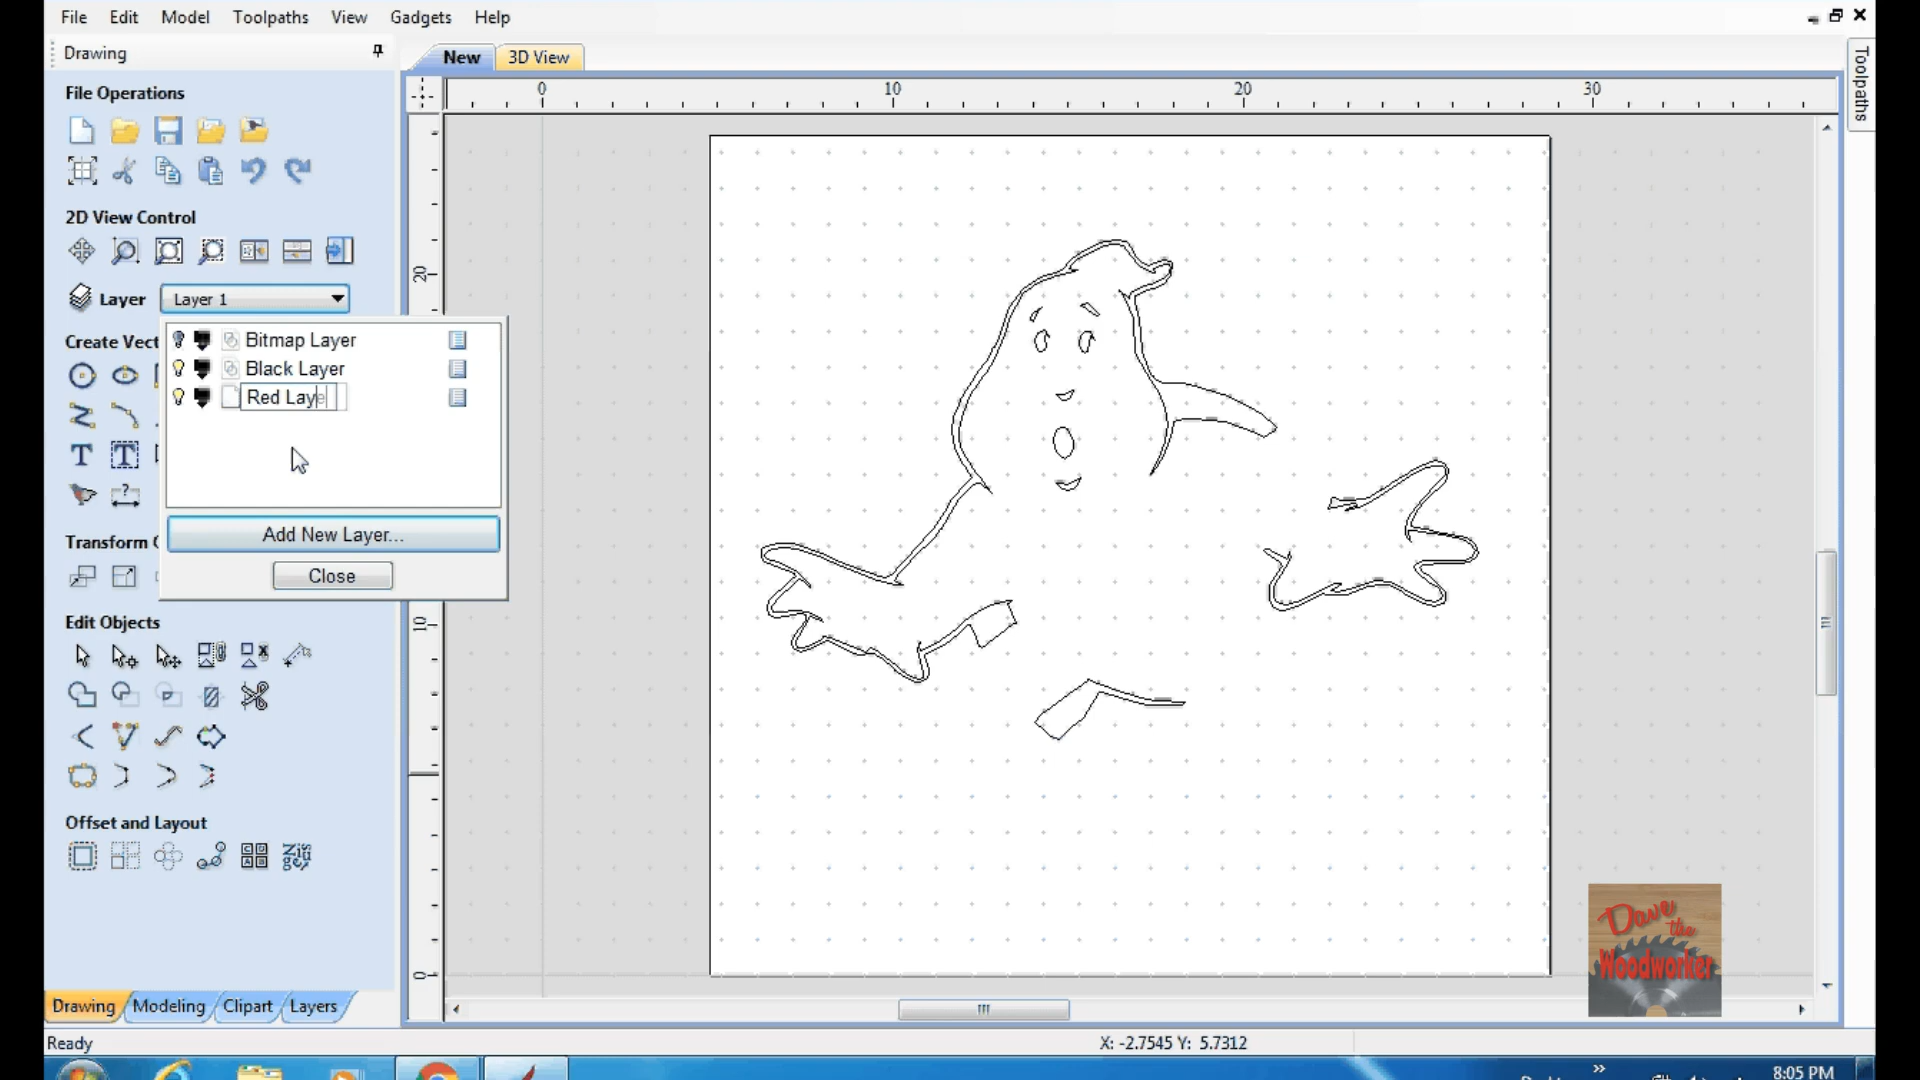 File Edit Model Toolpaths View Gadgets Help
Drawing
New 3D View
Toolpaths
0 10 20 30
File Operations
2D View Control
Layer Layer 1
Bitmap Layer
Black Layer
Red Laye
Add New Layer...
Close
Create Vect
Transform
Edit Objects
Offset and Layout
20
10
0
Dave the
Woodworker
Drawing Modeling Clipart Layers
Ready
X: -2.7545 Y: 5.7312
8:05 PM